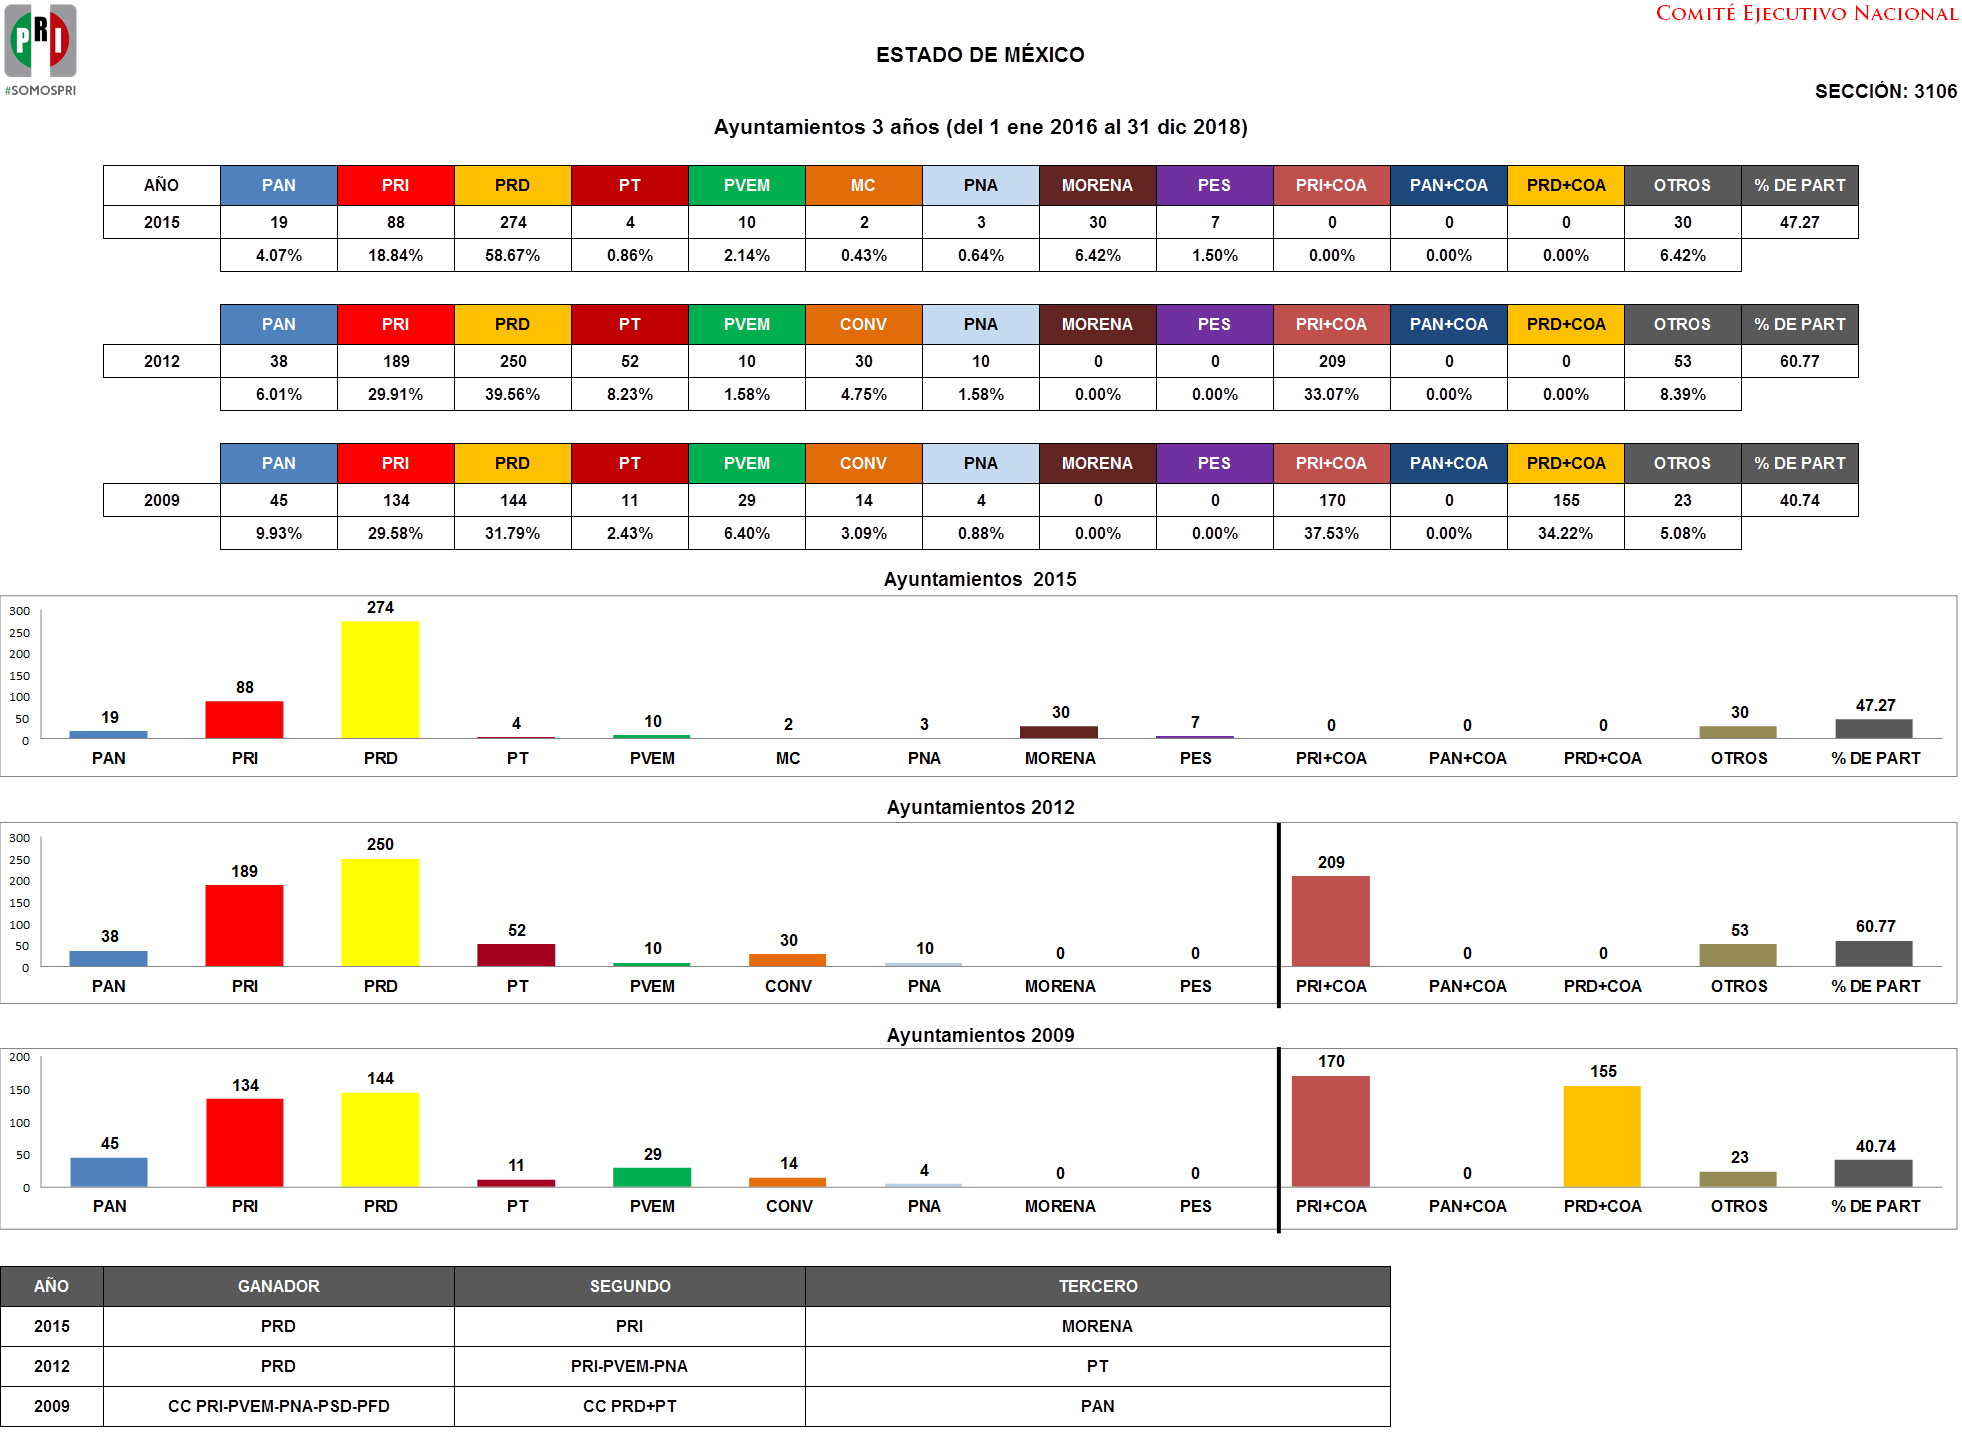 PRI
#SOMOSPRI
COMITÉ EJECUTIVO NACIONAL
ESTADO DE MÉXICO
SECCIÓN: 3106
Ayuntamientos 3 años (del 1 ene 2016 al 31 dic 2018)
AÑO PAN PRI PRD PT PVEM MC PNA MORENA PES PRI+COA PAN+COA PRD+COA OTROS % DE PART
2015 19 88 274 4 10 2 3 30 7 0 0 0 30 47.27
4.07% 18.84% 58.67% 0.86% 2.14% 0.43% 0.64% 6.42% 1.50% 0.00% 0.00% 0.00% 6.42%
PAN PRI PRD PT PVEM CONV PNA MORENA PES PRI+COA PAN+COA PRD+COA OTROS % DE PART
2012 38 189 250 52 10 30 10 0 0 209 0 0 53 60.77
6.01% 29.91% 39.56% 8.23% 1.58% 4.75% 1.58% 0.00% 0.00% 33.07% 0.00% 0.00% 8.39%
PAN PRI PRD PT PVEM CONV PNA MORENA PES PRI+COA PAN+COA PRD+COA OTROS % DE PART
2009 45 134 144 11 29 14 4 0 0 170 0 155 23 40.74
9.93% 29.58% 31.79% 2.43% 6.40% 3.09% 0.88% 0.00% 0.00% 37.53% 0.00% 34.22% 5.08%
Ayuntamientos 2015
300
250
200
150
100
50
0
19 88 274 4 10 2 3 30 7 0 0 0 30 47.27
PAN PRI PRD PT PVEM MC PNA MORENA PES PRI+COA PAN+COA PRD+COA OTROS % DE PART
Ayuntamientos 2012
300
250
200
150
100
50
0
38 189 250 52 10 30 10 0 0 209 0 0 53 60.77
PAN PRI PRD PT PVEM CONV PNA MORENA PES PRI+COA PAN+COA PRD+COA OTROS % DE PART
Ayuntamientos 2009
200
150
100
50
0
45 134 144 11 29 14 4 0 0 170 0 155 23 40.74
PAN PRI PRD PT PVEM CONV PNA MORENA PES PRI+COA PAN+COA PRD+COA OTROS % DE PART
AÑO GANADOR SEGUNDO TERCERO
2015 PRD PRI MORENA
2012 PRD PRI-PVEM-PNA PT
2009 CC PRI-PVEM-PNA-PSD-PFD CC PRD+PT PAN